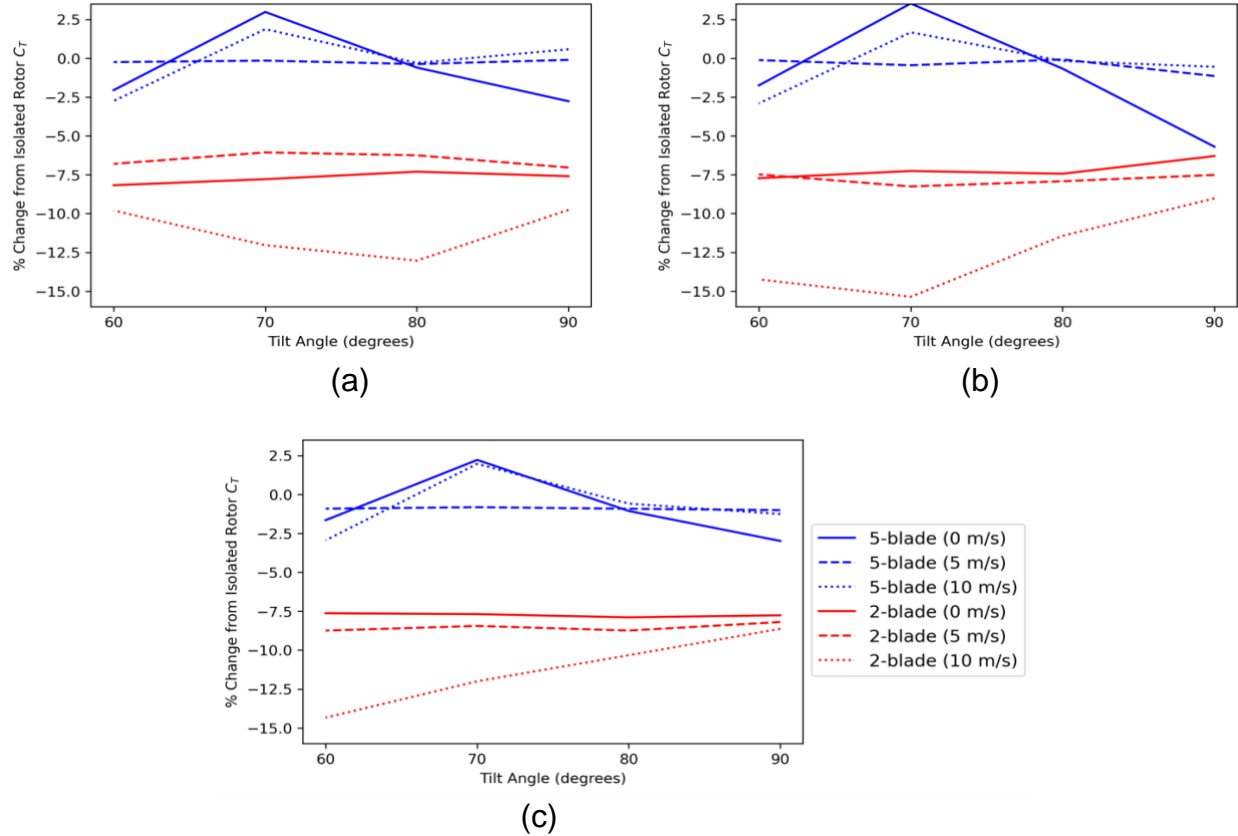 % Change from Isolated Rotor C_T
2.5
0.0
−2.5
−5.0
−7.5
−10.0
−12.5
−15.0
60
70
80
90
Tilt Angle (degrees)
(a)
% Change from Isolated Rotor C_T
2.5
0.0
−2.5
−5.0
−7.5
−10.0
−12.5
−15.0
60
70
80
90
Tilt Angle (degrees)
(b)
% Change from Isolated Rotor C_T
2.5
0.0
−2.5
−5.0
−7.5
−10.0
−12.5
−15.0
60
70
80
90
Tilt Angle (degrees)
(c)
5-blade (0 m/s)
5-blade (5 m/s)
5-blade (10 m/s)
2-blade (0 m/s)
2-blade (5 m/s)
2-blade (10 m/s)